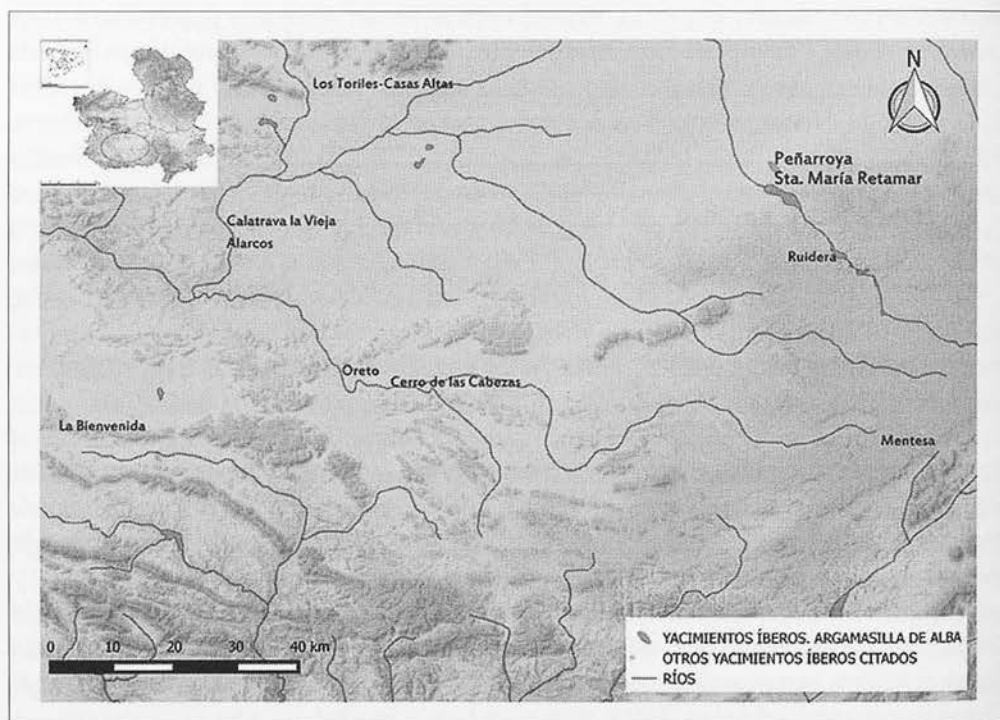 Los Toriles-Casas Altas
N
Peñarroya
Sta. María Retamar
Calatrava la Vieja
Alarcos
Ruidera
Oreto
Cerro de las Cabezas
La Bienvenida
Mentesa
0 10 20 30 40 km
YACIMIENTOS ÍBEROS. ARGAMASILLA DE ALBA
OTROS YACIMIENTOS ÍBEROS CITADOS
RÍOS